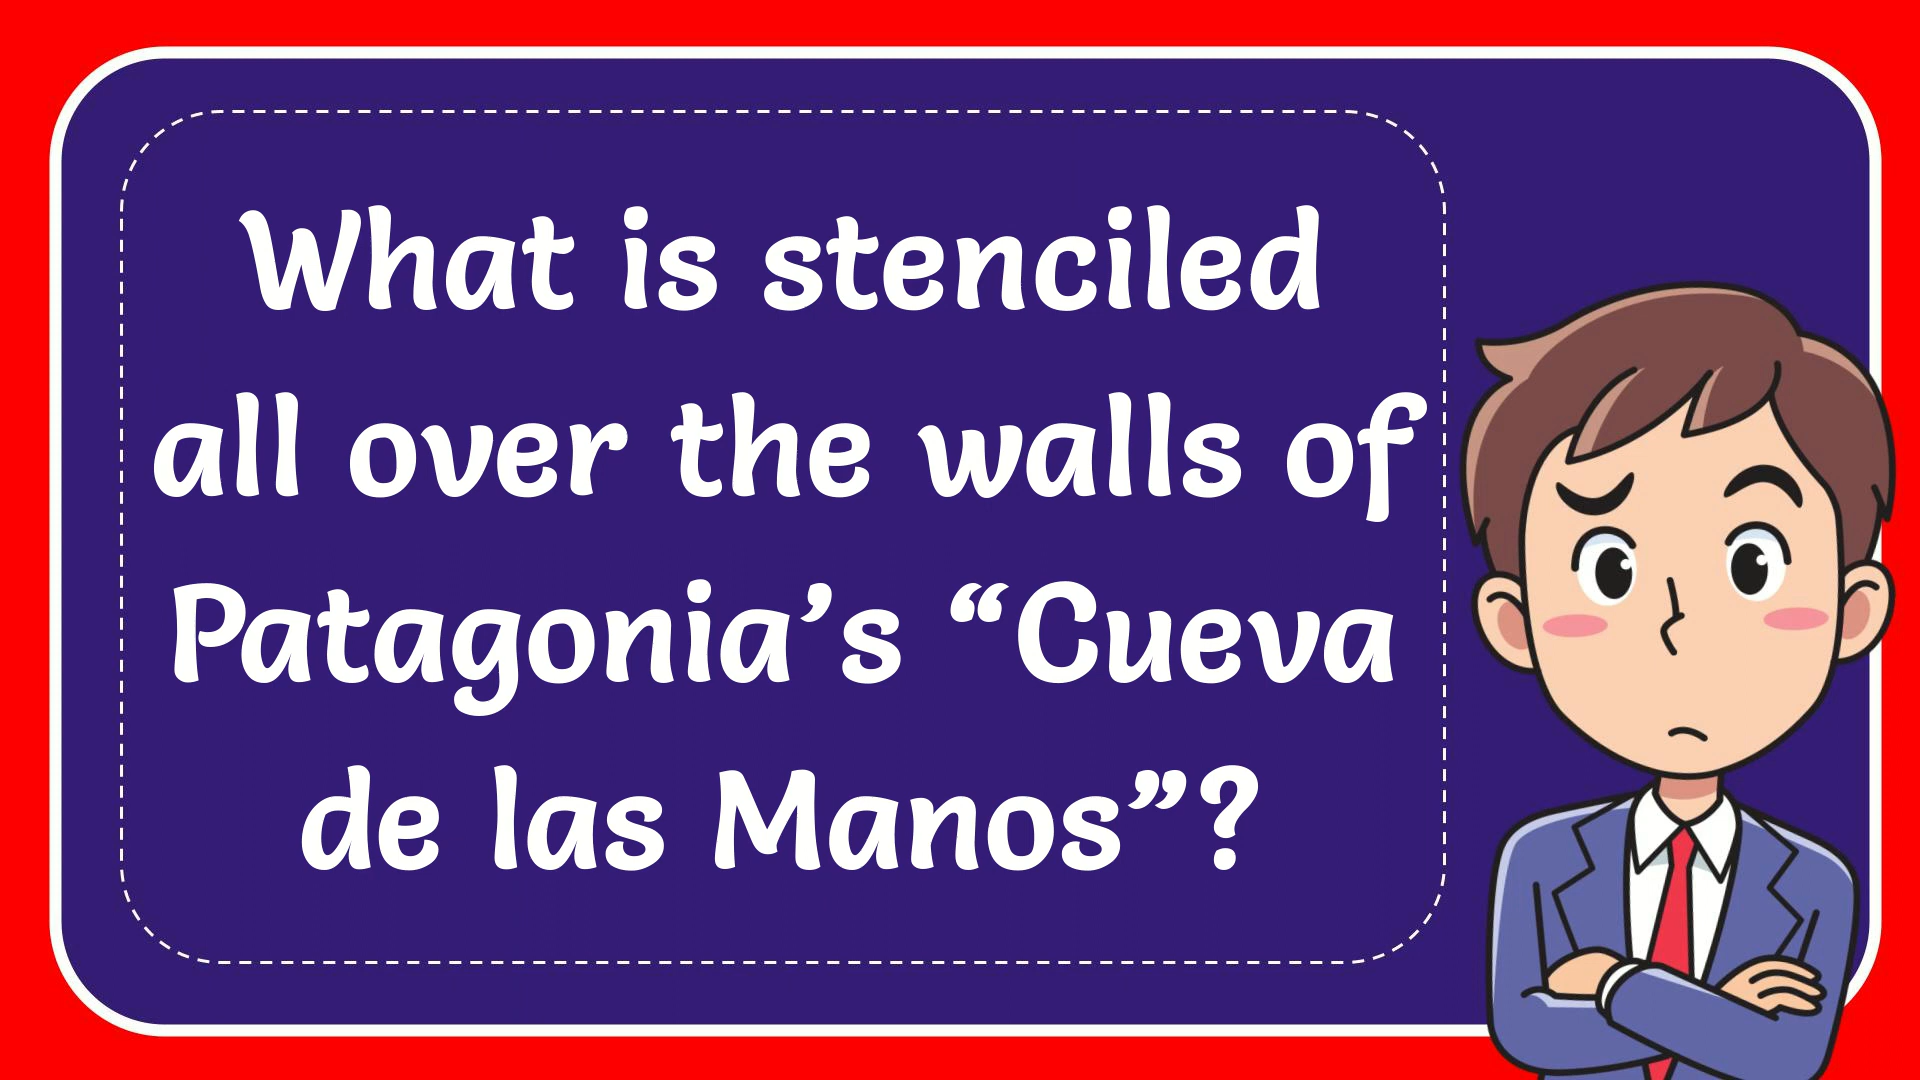 What is stenciled
all over the walls of
Patagonia’s “Cueva
de las Manos”?